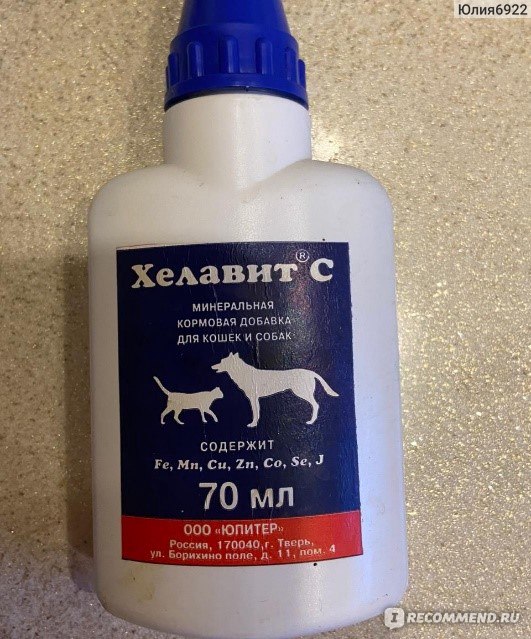 Юлия6922
Хелавит® С
МИНЕРАЛЬНАЯ
КОРМОВАЯ ДОБАВКА
ДЛЯ КОШЕК И СОБАК
СОДЕРЖИТ
Fe, Mn, Cu, Zn, Co, Se, J
70 мл
ООО «ЮПИТЕР»
Россия, 170040,г. Тверь,
ул. Борихино поле, д. 11, пом. 4
IRECOMMEND.RU